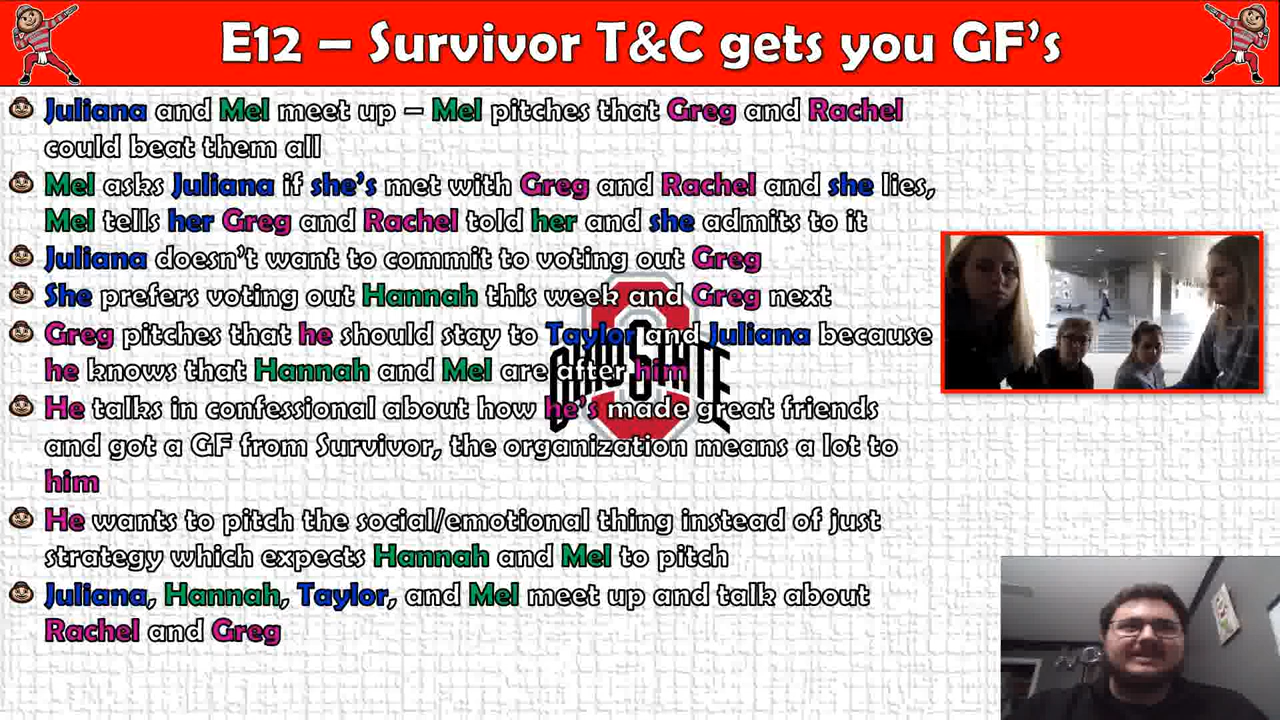 E12 – Survivor T&C gets you GF's
Juliana and Mel meet up – Mel pitches that Greg and Rachel
could beat them all
Mel asks Juliana if she's met with Greg and Rachel and she lies,
Mel tells her Greg and Rachel told her and she admits to it
Juliana doesn't want to commit to voting out Greg
She prefers voting out Hannah this week and Greg next
Greg pitches that he should stay to Taylor and Juliana because
he knows that Hannah and Mel are after him
He talks in confessional about how he's made great friends
and got a GF from Survivor, the organization means a lot to
him
He wants to pitch the social/emotional thing instead of just
strategy which expects Hannah and Mel to pitch
Juliana, Hannah, Taylor, and Mel meet up and talk about
Rachel and Greg
OHIO STATE